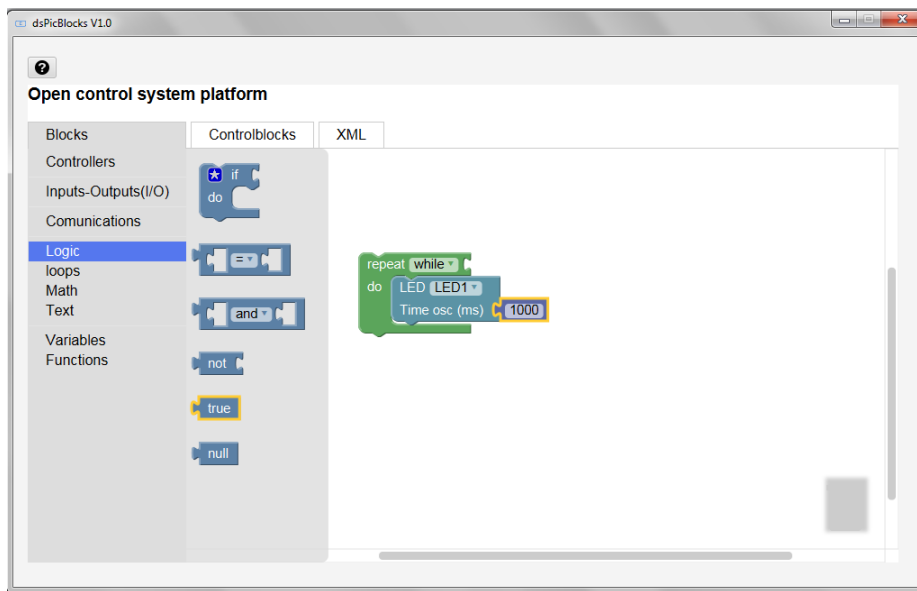 dsPicBlocks V1.0
Open control system platform
Blocks
Controlblocks
XML
Controllers
Inputs-Outputs(I/O)
Comunications
Logic
loops
Math
Text
Variables
Functions
if
do
=
and
not
true
null
repeat while
do LED LED1
Time osc (ms) 1000